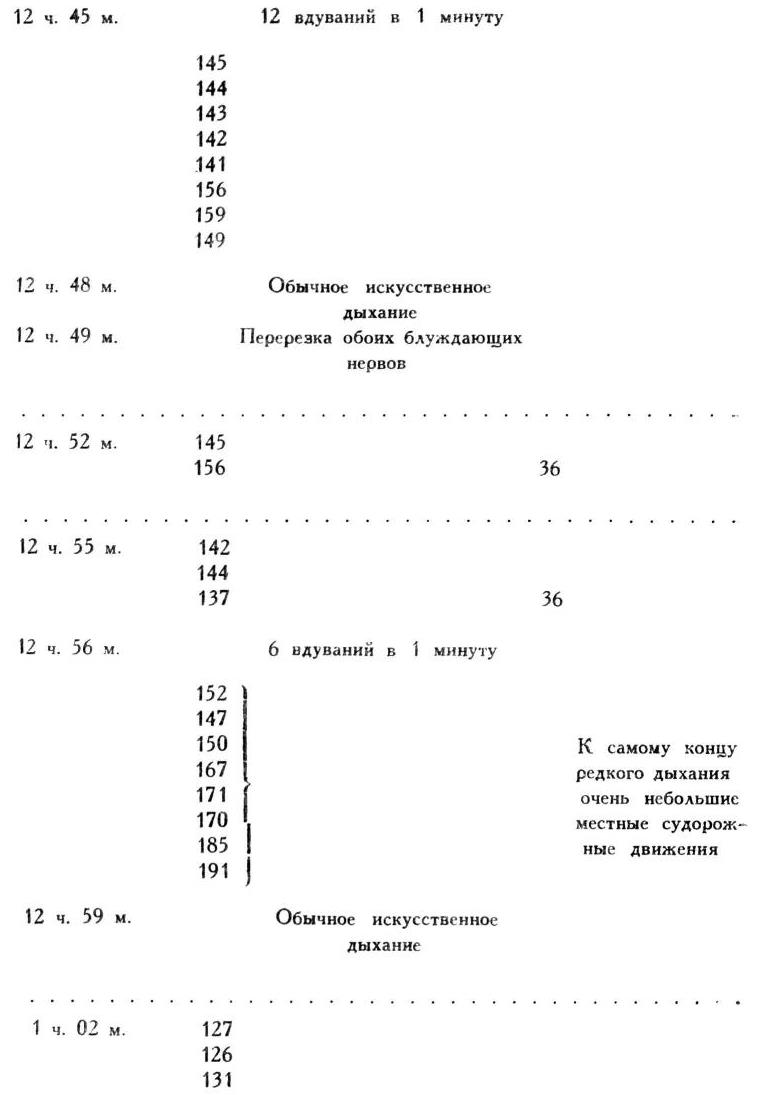 12 ч. 45 м. 12 вдуваний в 1 минуту
145
144
143
142
141
156
159
149
12 ч. 48 м. Обычное искусственное
дыхание
12 ч. 49 м. Перерезка обоих блуждающих
нервов
. . . . . . . . . . . . . . . . . . . . . . . . . . . . . . . . . . . .
12 ч. 52 м. 145
156 36
. . . . . . . . . . . . . . . . . . . . . . . . . . . . . . . . . . . .
12 ч. 55 м. 142
144
137 36
12 ч. 56 м. 6 вдуваний в 1 минуту
152
147
150 К самому концу
167 редкого дыхания
171 очень небольшие
170 местные судорож-
185 ные движения
191
12 ч. 59 м. Обычное искусственное
дыхание
. . . . . . . . . . . . . . . . . . . . . . . . . . . . . . . . . . . .
1 ч. 02 м. 127
126
131